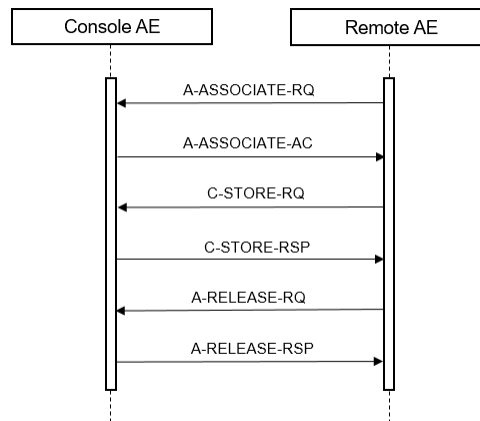 Console AE
Remote AE
A-ASSOCIATE-RQ
A-ASSOCIATE-AC
C-STORE-RQ
C-STORE-RSP
A-RELEASE-RQ
A-RELEASE-RSP